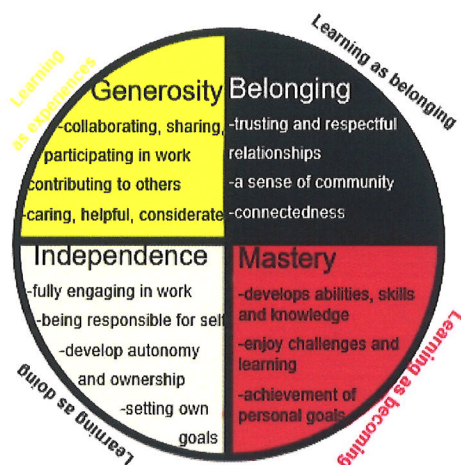 Learning
as experiences
Generosity
-collaborating, sharing,
participating in work
contributing to others
-caring, helpful, considerate
Learning as belonging
Belonging
-trusting and respectful
relationships
-a sense of community
-connectedness
Learning as doing
Independence
-fully engaging in work
-being responsible for self
-develop autonomy
and ownership
-setting own
goals
Mastery
-develops abilities, skills
and knowledge
-enjoy challenges and
learning
-achievement of
personal goals
Learning as becoming